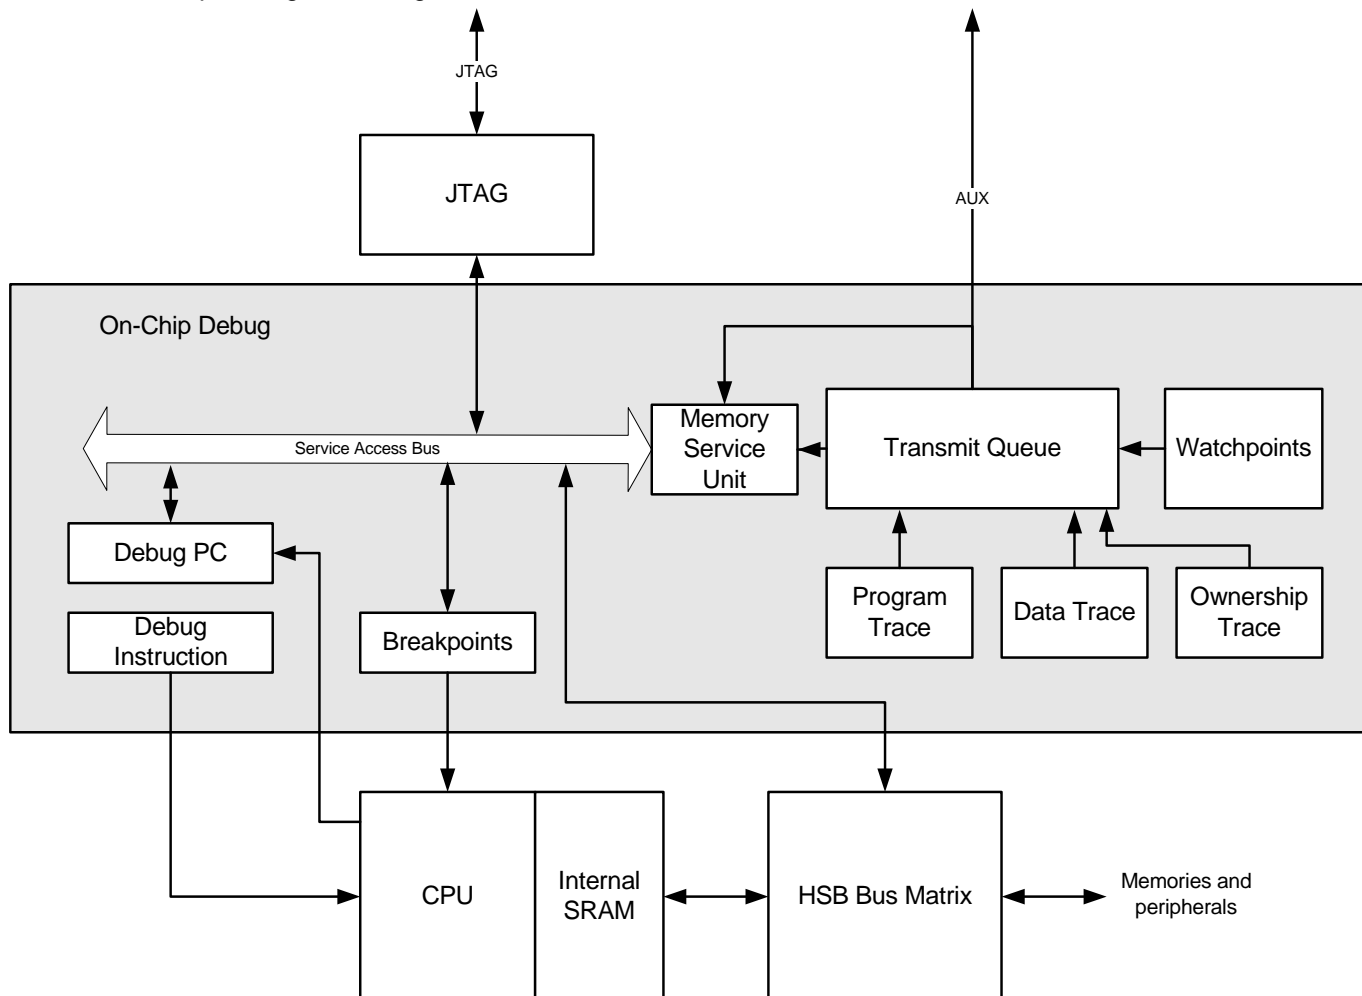 JTAG
JTAG
AUX
On-Chip Debug
Service Access Bus
Memory
Service
Unit
Transmit Queue
Watchpoints
Debug PC
Debug
Instruction
Breakpoints
Program
Trace
Data Trace
Ownership
Trace
CPU
Internal
SRAM
HSB Bus Matrix
Memories and
peripherals